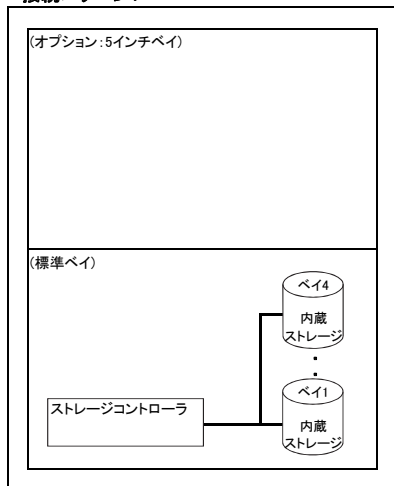 (オプション:5インチベイ)
(標準ベイ)
ベイ4
内蔵
ストレージ
ベイ1
内蔵
ストレージ
ストレージコントローラ